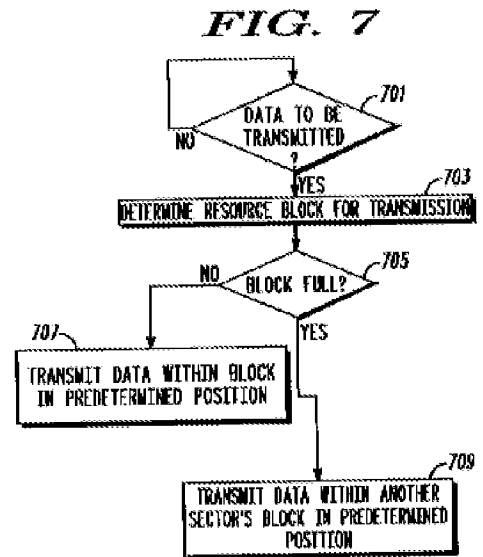 FIG. 7
701
DATA TO BE
TRANSMITTED
?
NO
YES
703
DETERMINE RESOURCE BLOCK FOR TRANSMISSION
705
NO
BLOCK FULL?
YES
707
TRANSMIT DATA WITHIN BLOCK
IN PREDETERMINED POSITION
709
TRANSMIT DATA WITHIN ANOTHER
SECTOR'S BLOCK IN PREDETERMINED
POSITION